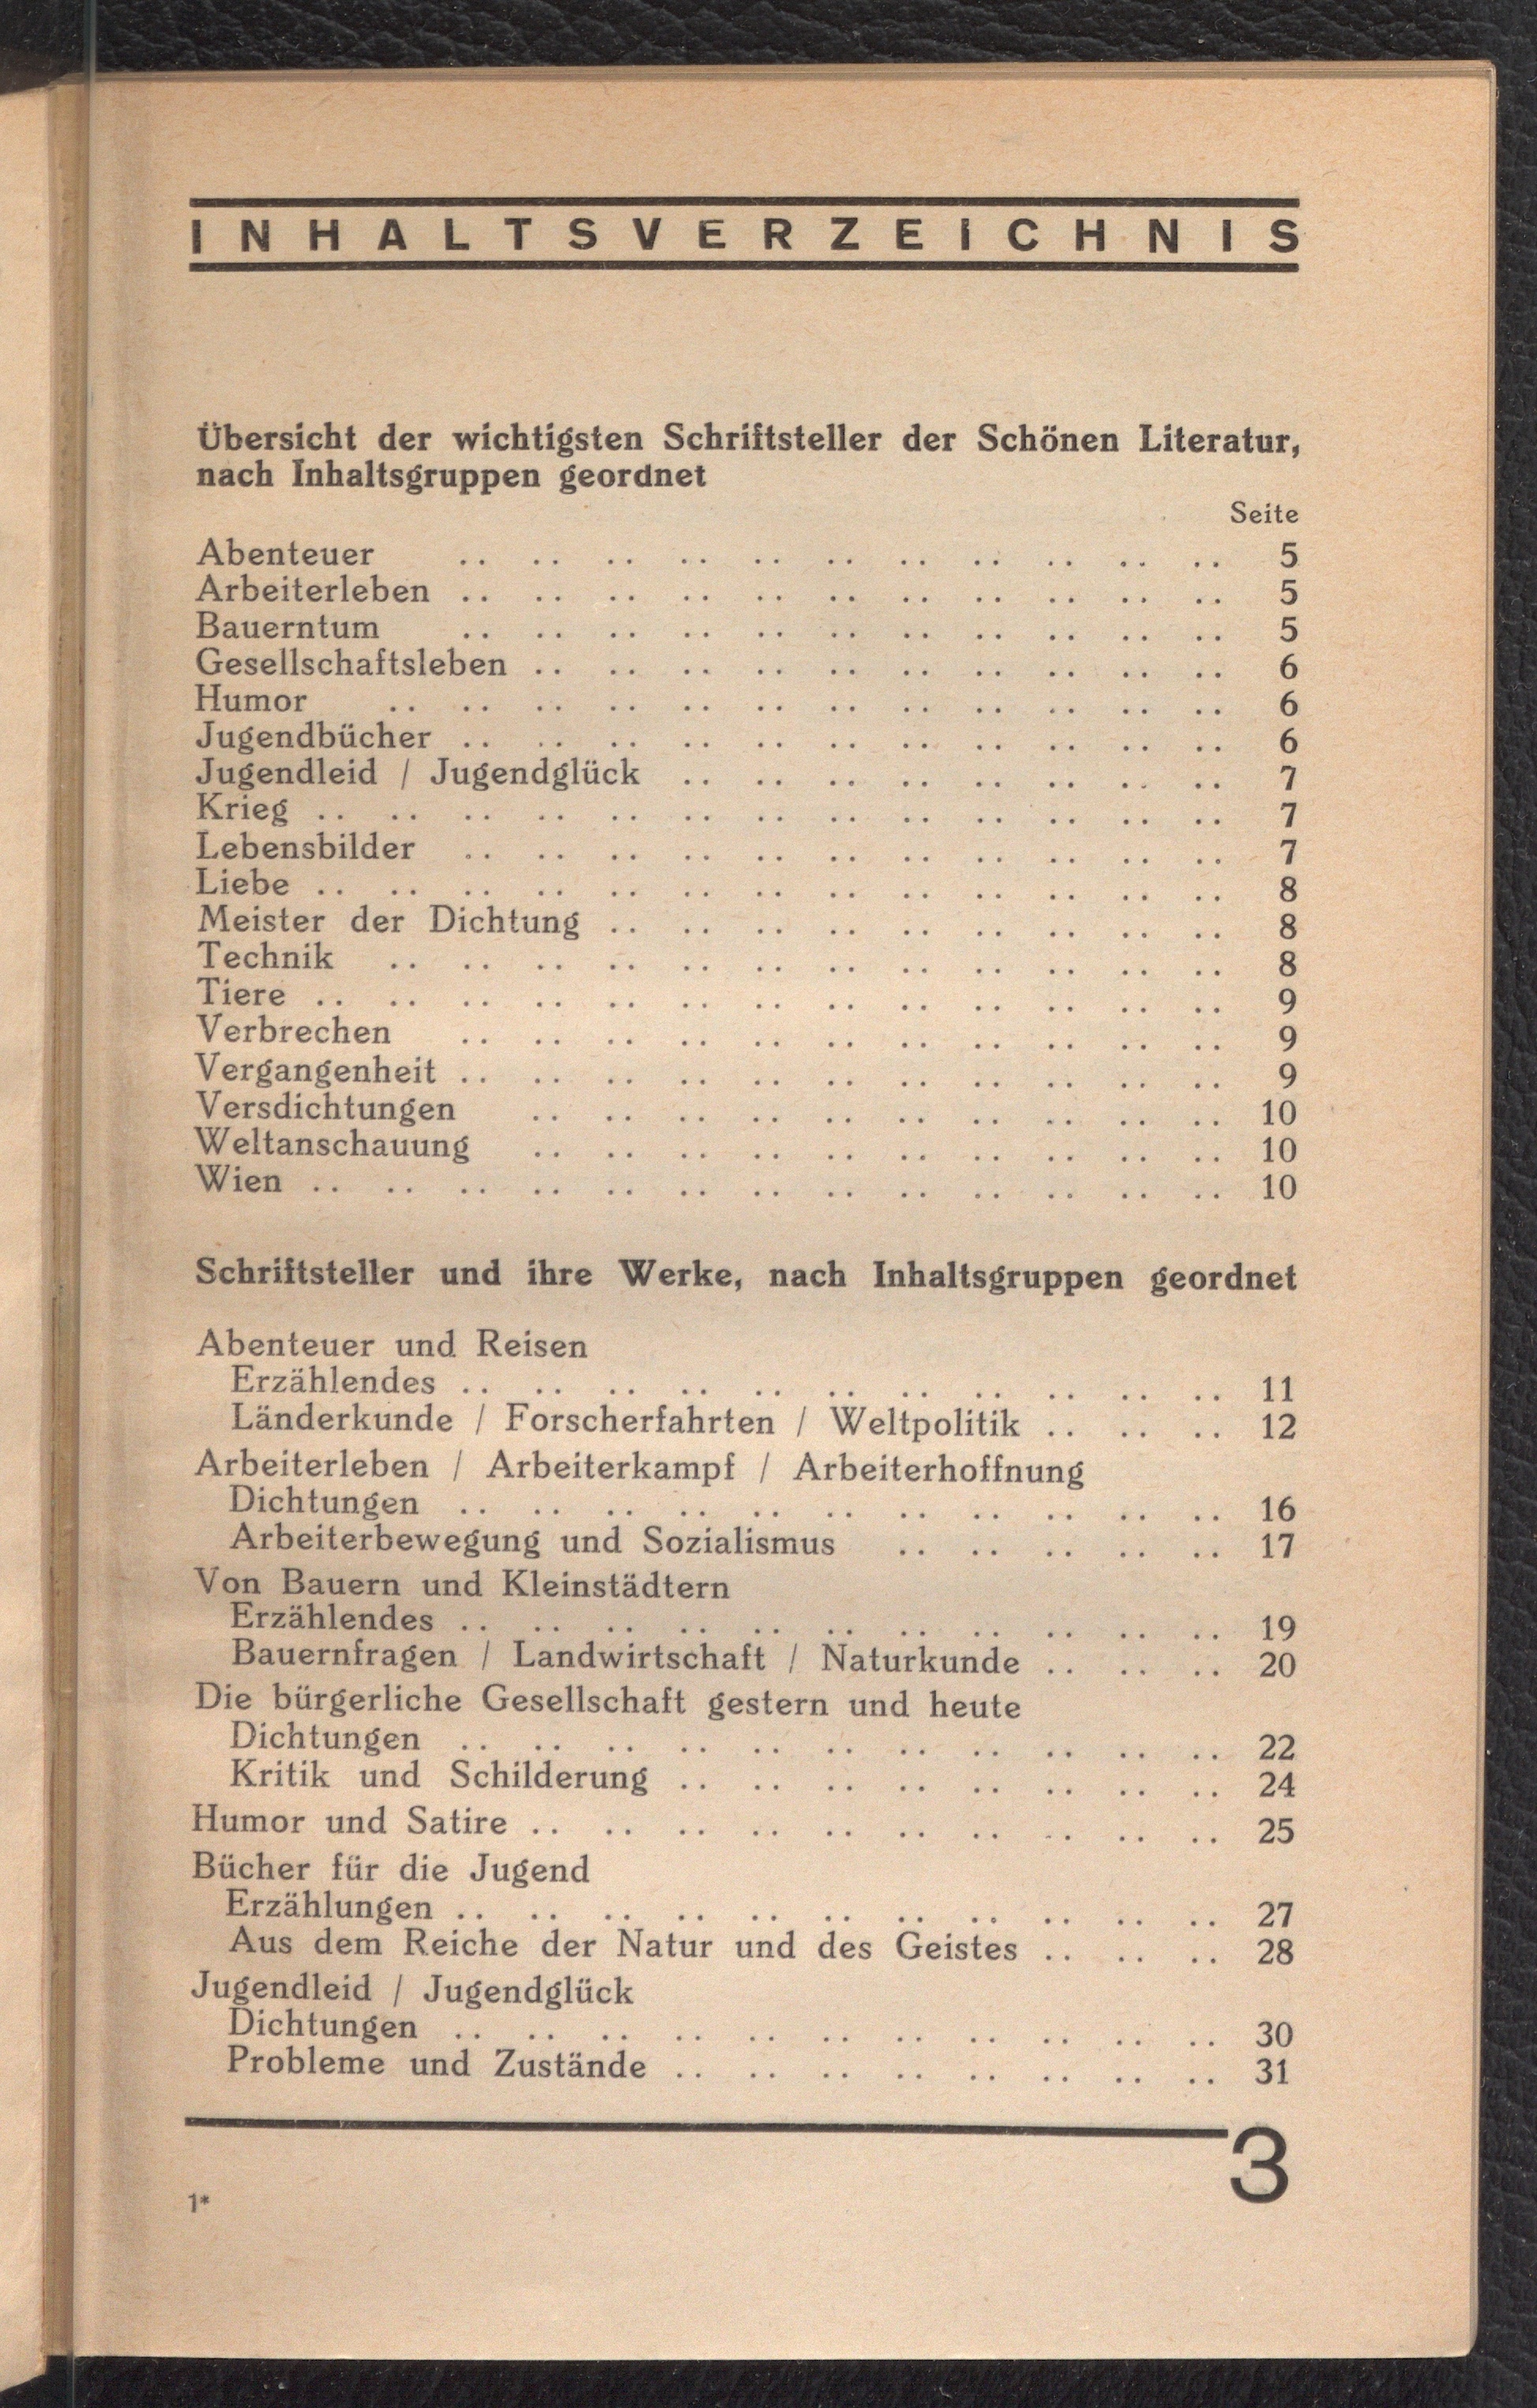 INHALTSVERZEICHNIS
Übersicht der wichtigsten Schriftsteller der Schönen Literatur,
nach Inhaltsgruppen geordnet
Seite
Abenteuer .. .. .. .. .. .. .. .. .. .. .. 5
Arbeiterleben .. .. .. .. .. .. .. .. .. .. .. 5
Bauerntum .. .. .. .. .. .. .. .. .. .. .. 5
Gesellschaftsleben .. .. .. .. .. .. .. .. .. .. 6
Humor .. .. .. .. .. .. .. .. .. .. .. .. 6
Jugendbücher .. .. .. .. .. .. .. .. .. .. .. 6
Jugendleid / Jugendglück .. .. .. .. .. .. .. .. 7
Krieg .. .. .. .. .. .. .. .. .. .. .. .. .. 7
Lebensbilder .. .. .. .. .. .. .. .. .. .. .. 7
Liebe .. .. .. .. .. .. .. .. .. .. .. .. .. 8
Meister der Dichtung .. .. .. .. .. .. .. .. .. 8
Technik .. .. .. .. .. .. .. .. .. .. .. .. 8
Tiere .. .. .. .. .. .. .. .. .. .. .. .. .. 9
Verbrechen .. .. .. .. .. .. .. .. .. .. .. 9
Vergangenheit .. .. .. .. .. .. .. .. .. .. .. 9
Versdichtungen .. .. .. .. .. .. .. .. .. .. 10
Weltanschauung .. .. .. .. .. .. .. .. .. .. 10
Wien .. .. .. .. .. .. .. .. .. .. .. .. .. 10
Schriftsteller und ihre Werke, nach Inhaltsgruppen geordnet
Abenteuer und Reisen
Erzählendes .. .. .. .. .. .. .. .. .. .. .. 11
Länderkunde / Forscherfahrten / Weltpolitik .. .. .. 12
Arbeiterleben / Arbeiterkampf / Arbeiterhoffnung
Dichtungen .. .. .. .. .. .. .. .. .. .. .. 16
Arbeiterbewegung und Sozialismus .. .. .. .. .. 17
Von Bauern und Kleinstädtern
Erzählendes .. .. .. .. .. .. .. .. .. .. .. 19
Bauernfragen / Landwirtschaft / Naturkunde .. .. .. 20
Die bürgerliche Gesellschaft gestern und heute
Dichtungen .. .. .. .. .. .. .. .. .. .. .. 22
Kritik und Schilderung .. .. .. .. .. .. .. .. 24
Humor und Satire .. .. .. .. .. .. .. .. .. .. 25
Bücher für die Jugend
Erzählungen .. .. .. .. .. .. .. .. .. .. .. 27
Aus dem Reiche der Natur und des Geistes .. .. .. 28
Jugendleid / Jugendglück
Dichtungen .. .. .. .. .. .. .. .. .. .. .. 30
Probleme und Zustände .. .. .. .. .. .. .. .. 31
3
1*